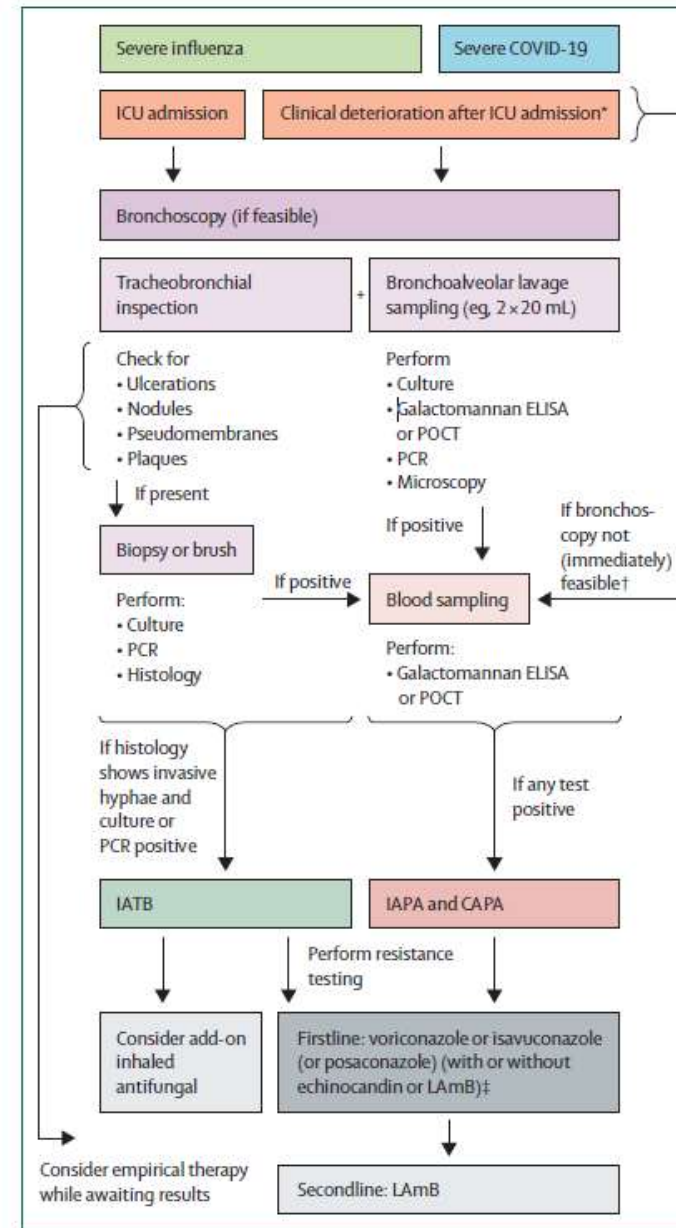 Severe influenza
Severe COVID-19
ICU admission
Clinical deterioration after ICU admission*
Bronchoscopy (if feasible)
Tracheobronchial
inspection
+
Bronchoalveolar lavage
sampling (eg, 2 × 20 mL)
Check for
• Ulcerations
• Nodules
• Pseudomembranes
• Plaques
Perform
• Culture
• Galactomannan ELISA
or POCT
• PCR
• Microscopy
If present
If positive
If bronchos-
copy not
(immediately)
feasible†
Biopsy or brush
If positive
Blood sampling
Perform:
• Culture
• PCR
• Histology
Perform:
• Galactomannan ELISA
or POCT
If histology
shows invasive
hyphae and
culture or
PCR positive
If any test
positive
IATB
IAPA and CAPA
Perform resistance
testing
Consider add-on
inhaled
antifungal
Firstline: voriconazole or isavuconazole
(or posaconazole) (with or without
echinocandin or LAmB)‡
Consider empirical therapy
while awaiting results
Secondline: LAmB